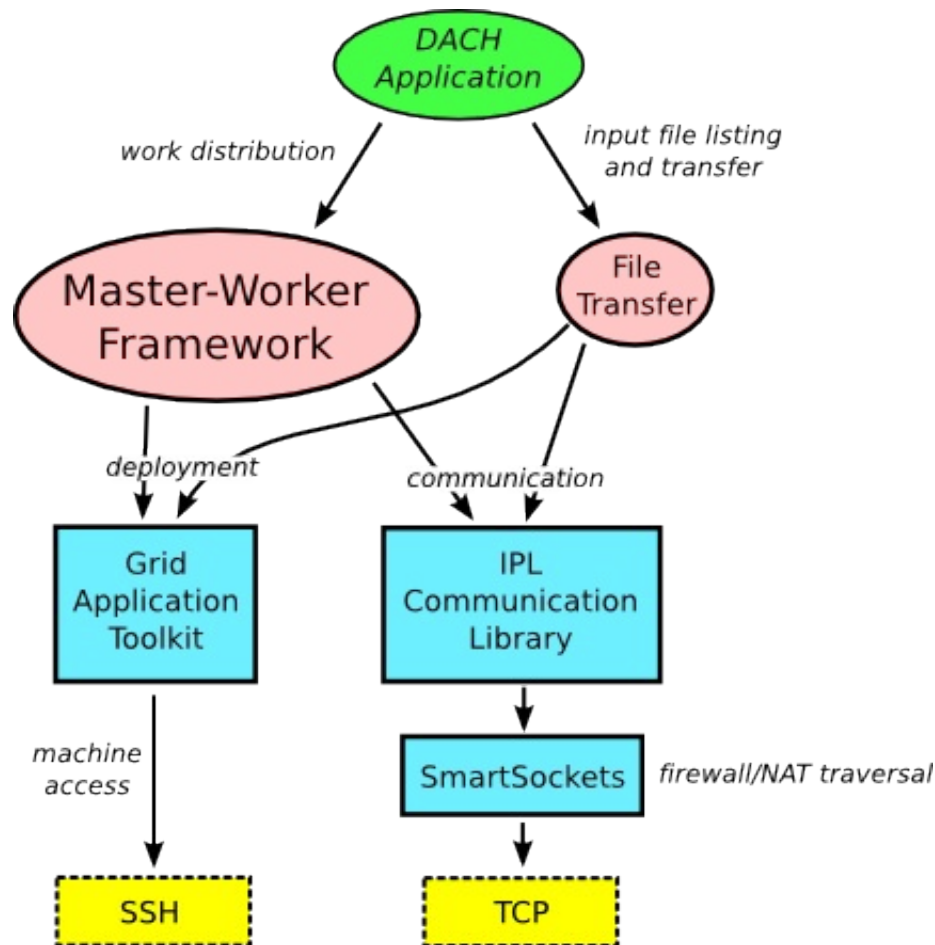 DACH
Application
work distribution
input file listing
and transfer
Master-Worker
Framework
File
Transfer
deployment
communication
Grid
Application
Toolkit
IPL
Communication
Library
machine
access
SmartSockets
firewall/NAT traversal
SSH
TCP